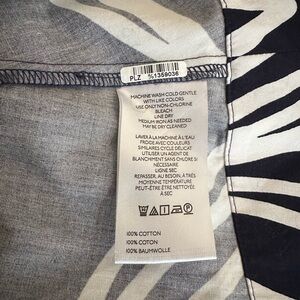 PLZ %1359036
MACHINE WASH COLD GENTLE
WITH LIKE COLORS
USE ONLY NON-CHLORINE
BLEACH
LINE DRY
MEDIUM IRON AS NEEDED
MAY BE DRY CLEANED
LAVER À LA MACHINE À L'EAU
FROIDE AVEC COULEURS
SIMILAIRES CYCLE DÉLICAT
UTILISER UN AGENT DE
BLANCHIMENT SANS CHLORE SI
NÉCESSAIRE
LIGNE SEC
REPASSER, AU BESOIN, À TRÈS
MOYENNE TEMPÉRATURE
PEUT-ÊTRE ÊTRE NETTOYÉE
À SEC
100% COTTON
100% COTON
100% BAUMWOLLE